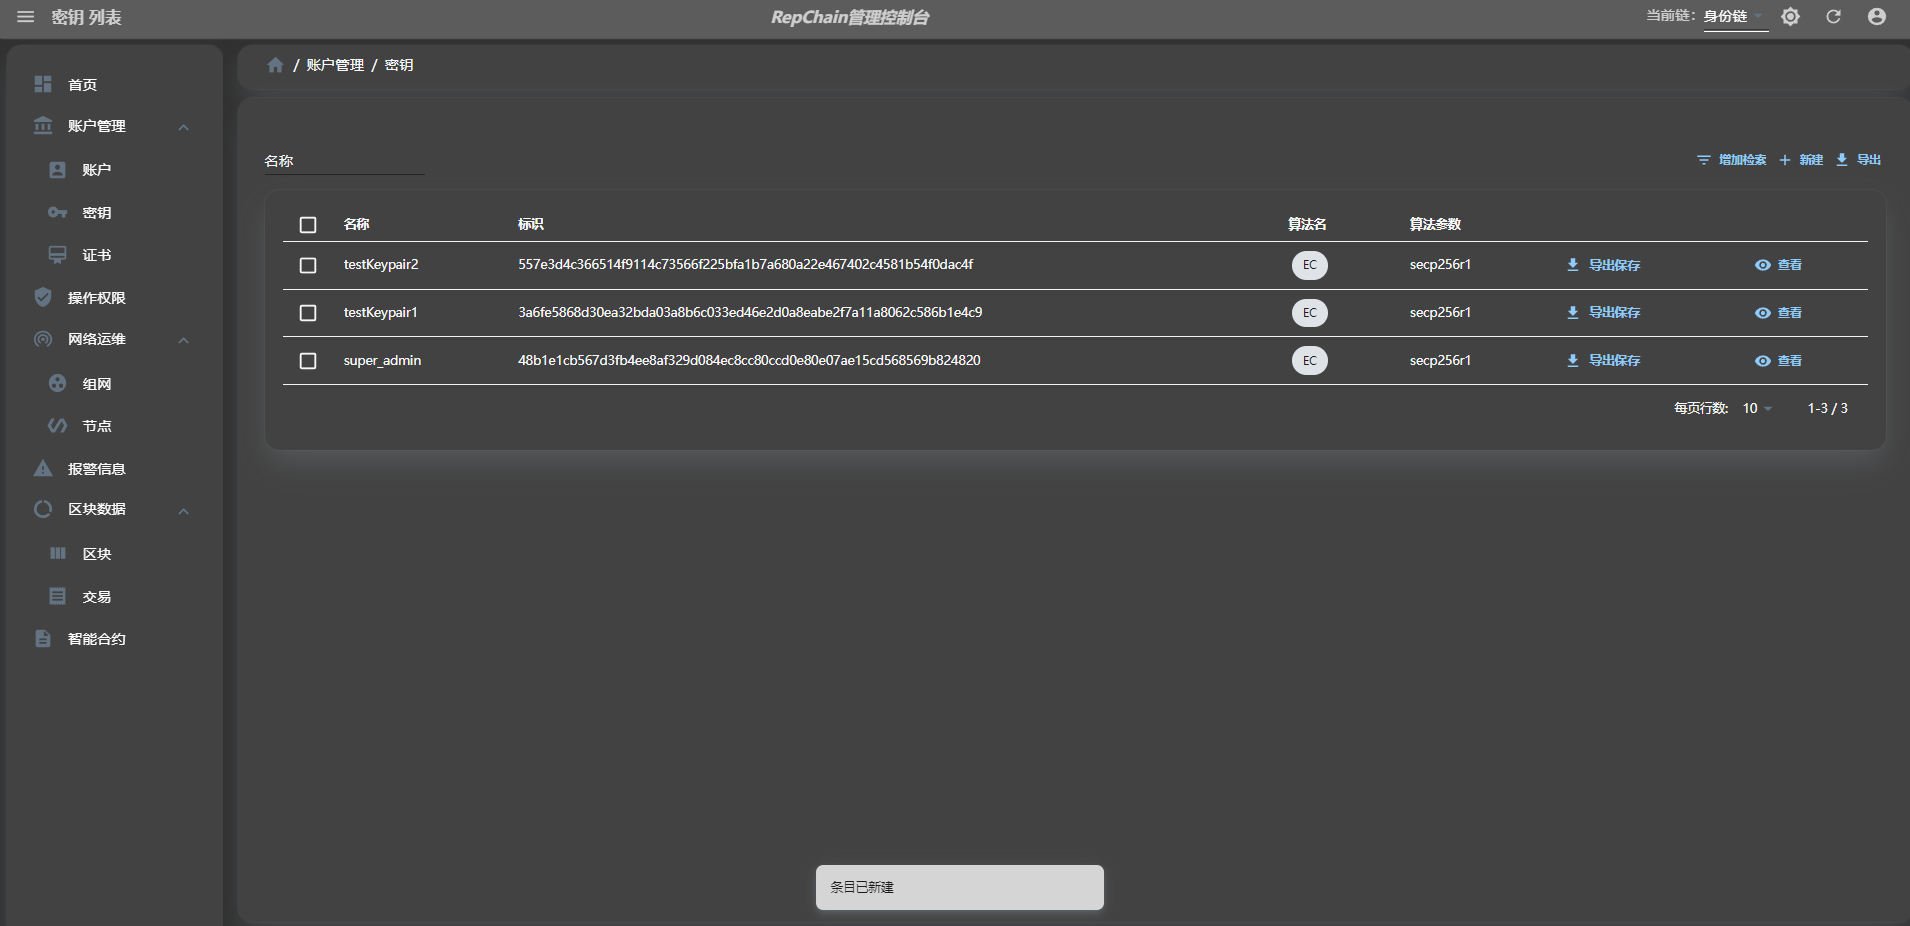 密钥 列表
RepChain管理控制台
当前链: 身份链
首页
账户管理
账户
密钥
证书
操作权限
网络运维
组网
节点
报警信息
区块数据
区块
交易
智能合约
/ 账户管理 / 密钥
名称
增加检索 新建 导出
名称 标识 算法名 算法参数
testKeypair2 557e3d4c366514f9114c73566f225bfa1b7a680a22e467402c4581b54f0dac4f EC secp256r1 导出保存 查看
testKeypair1 3a6fe5868d30ea32bda03a8b6c033ed46e2d0a8eabe2f7a11a8062c586b1e4c9 EC secp256r1 导出保存 查看
super_admin 48b1e1cb567d3fb4ee8af329d084ec8cc80ccd0e80e07ae15cd568569b824820 EC secp256r1 导出保存 查看
每页行数: 10 1-3 / 3
条目已新建